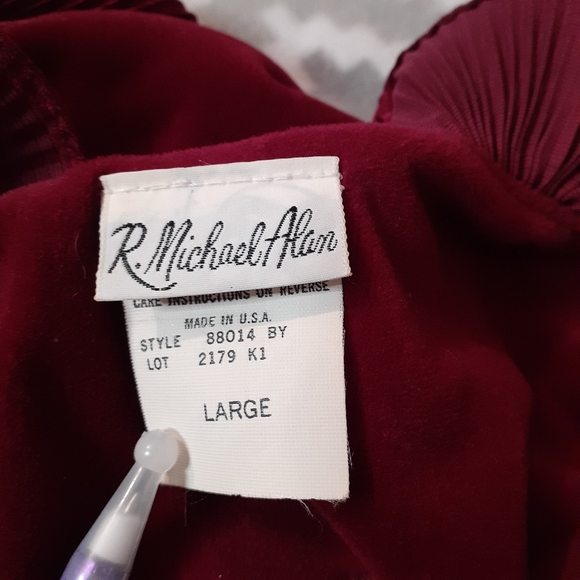 R. Michael Alan
CARE INSTRUCTIONS ON REVERSE
MADE IN U.S.A.
STYLE 88014 BY
LOT 2179 K1
LARGE